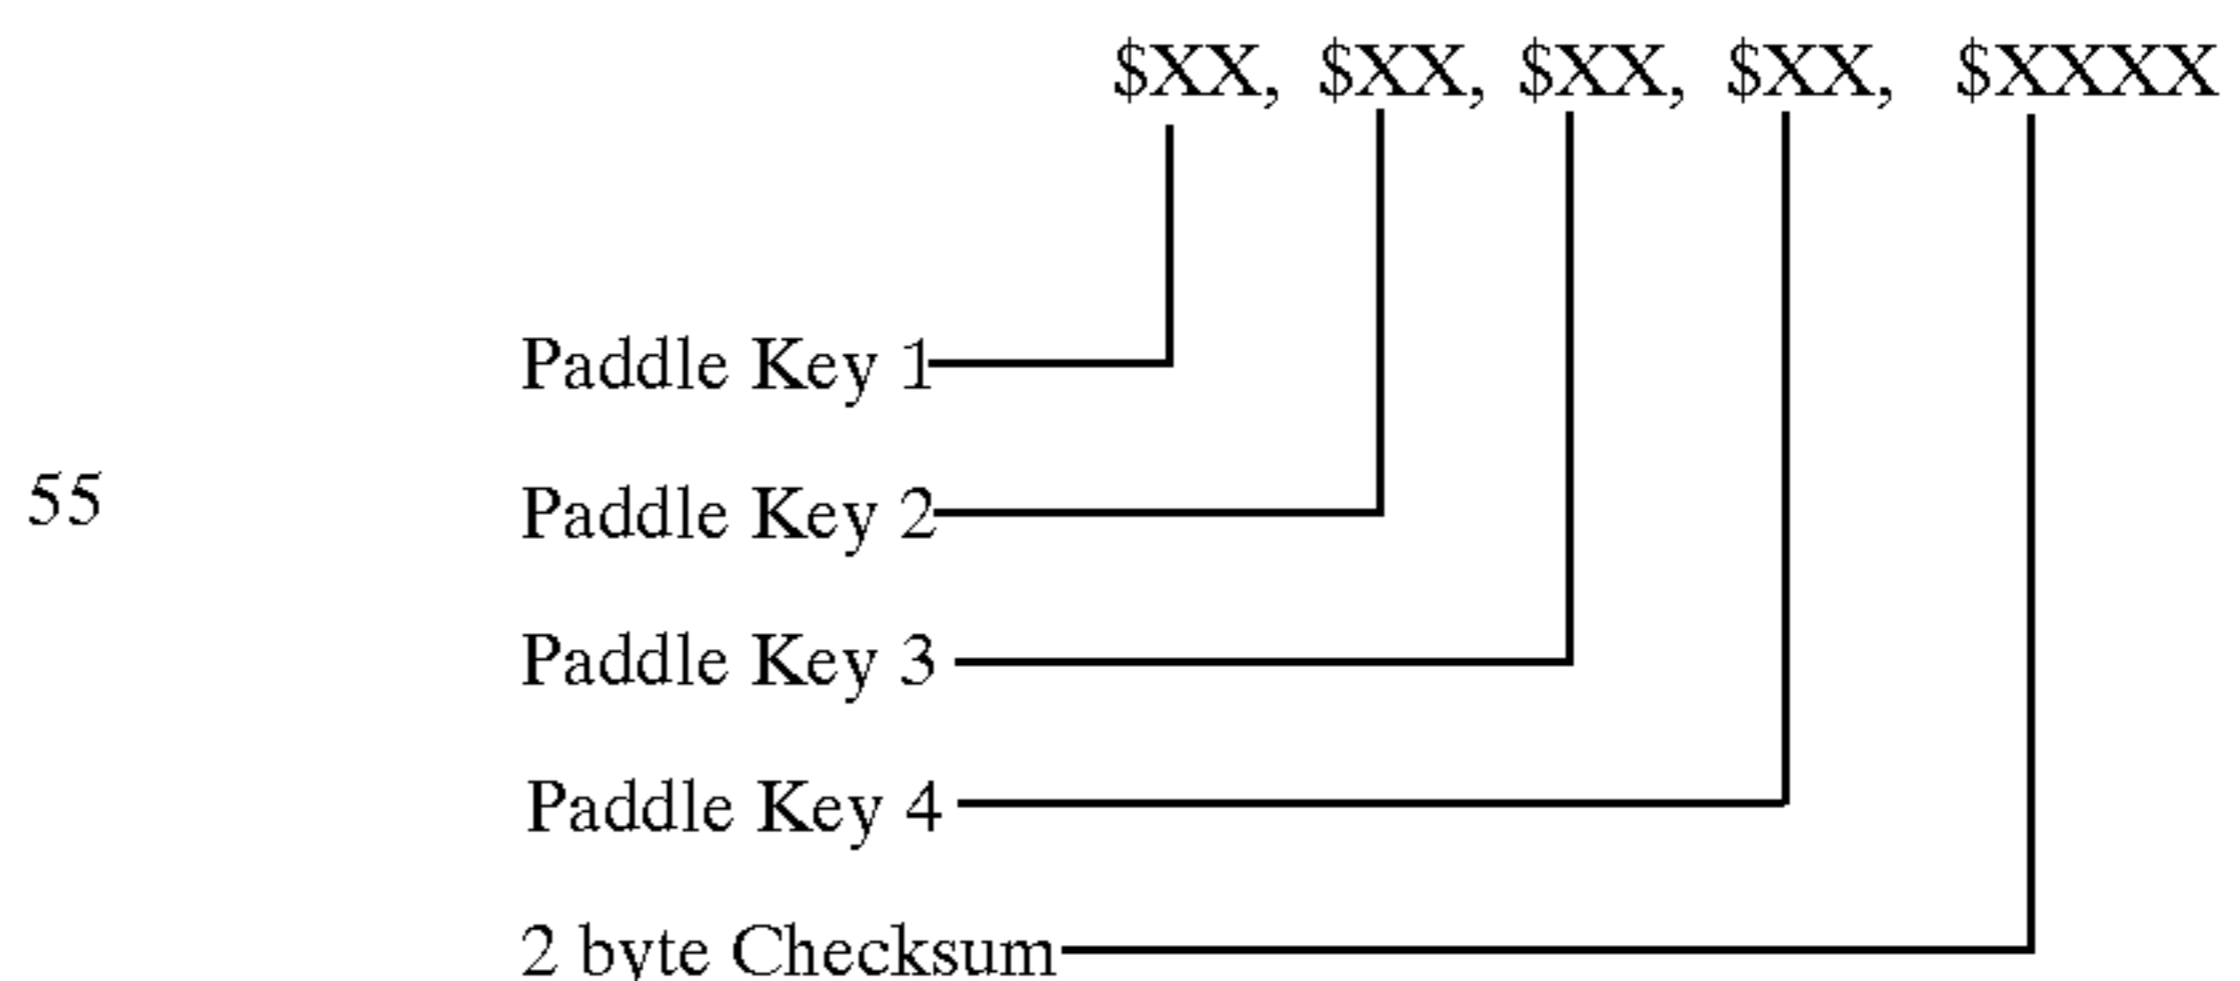 $XX, $XX, $XX, $XX, $XXXX
Paddle Key 1
55
Paddle Key 2
Paddle Key 3
Paddle Key 4
2 byte Checksum